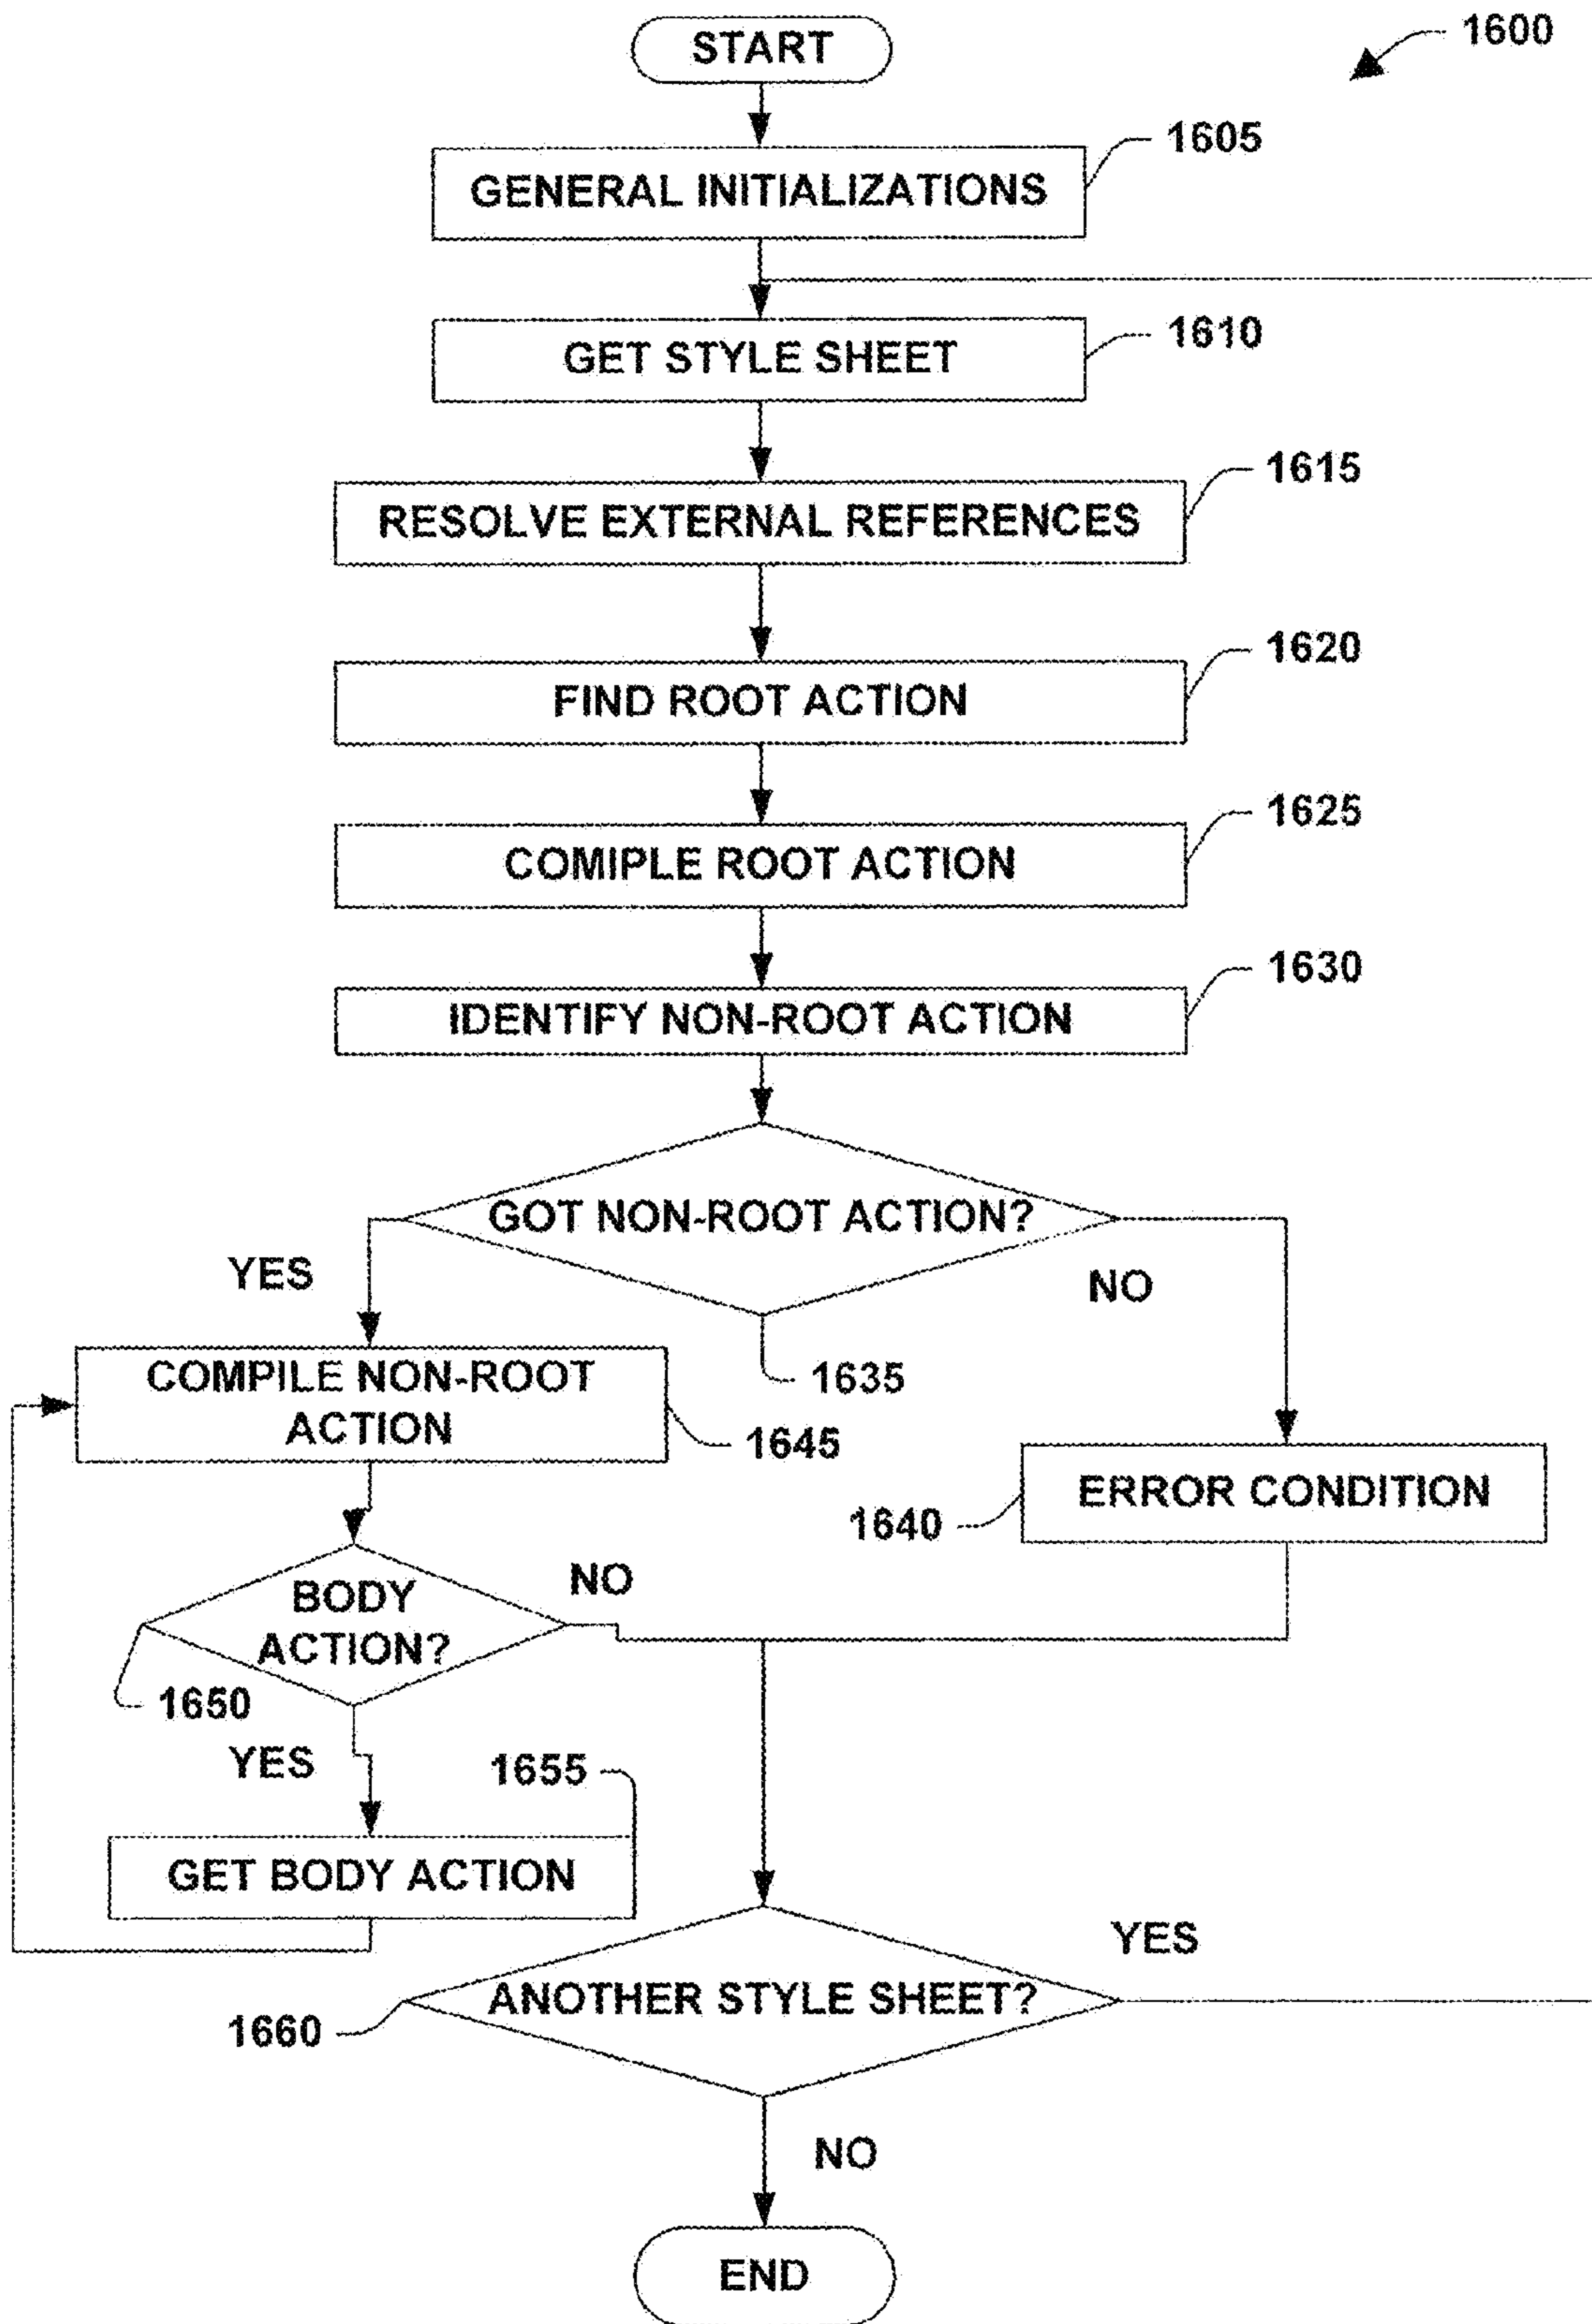 START
1600
1605
GENERAL INITIALIZATIONS
GET STYLE SHEET
1610
1615
RESOLVE EXTERNAL REFERENCES
1620
FIND ROOT ACTION
1625
COMIPLE ROOT ACTION
1630
IDENTIFY NON-ROOT ACTION
GOT NON-ROOT ACTION?
YES
NO
1635
COMPILE NON-ROOT
ACTION
1645
ERROR CONDITION
1640
BODY
ACTION?
NO
1650
YES
1655
GET BODY ACTION
YES
ANOTHER STYLE SHEET?
1660
NO
END